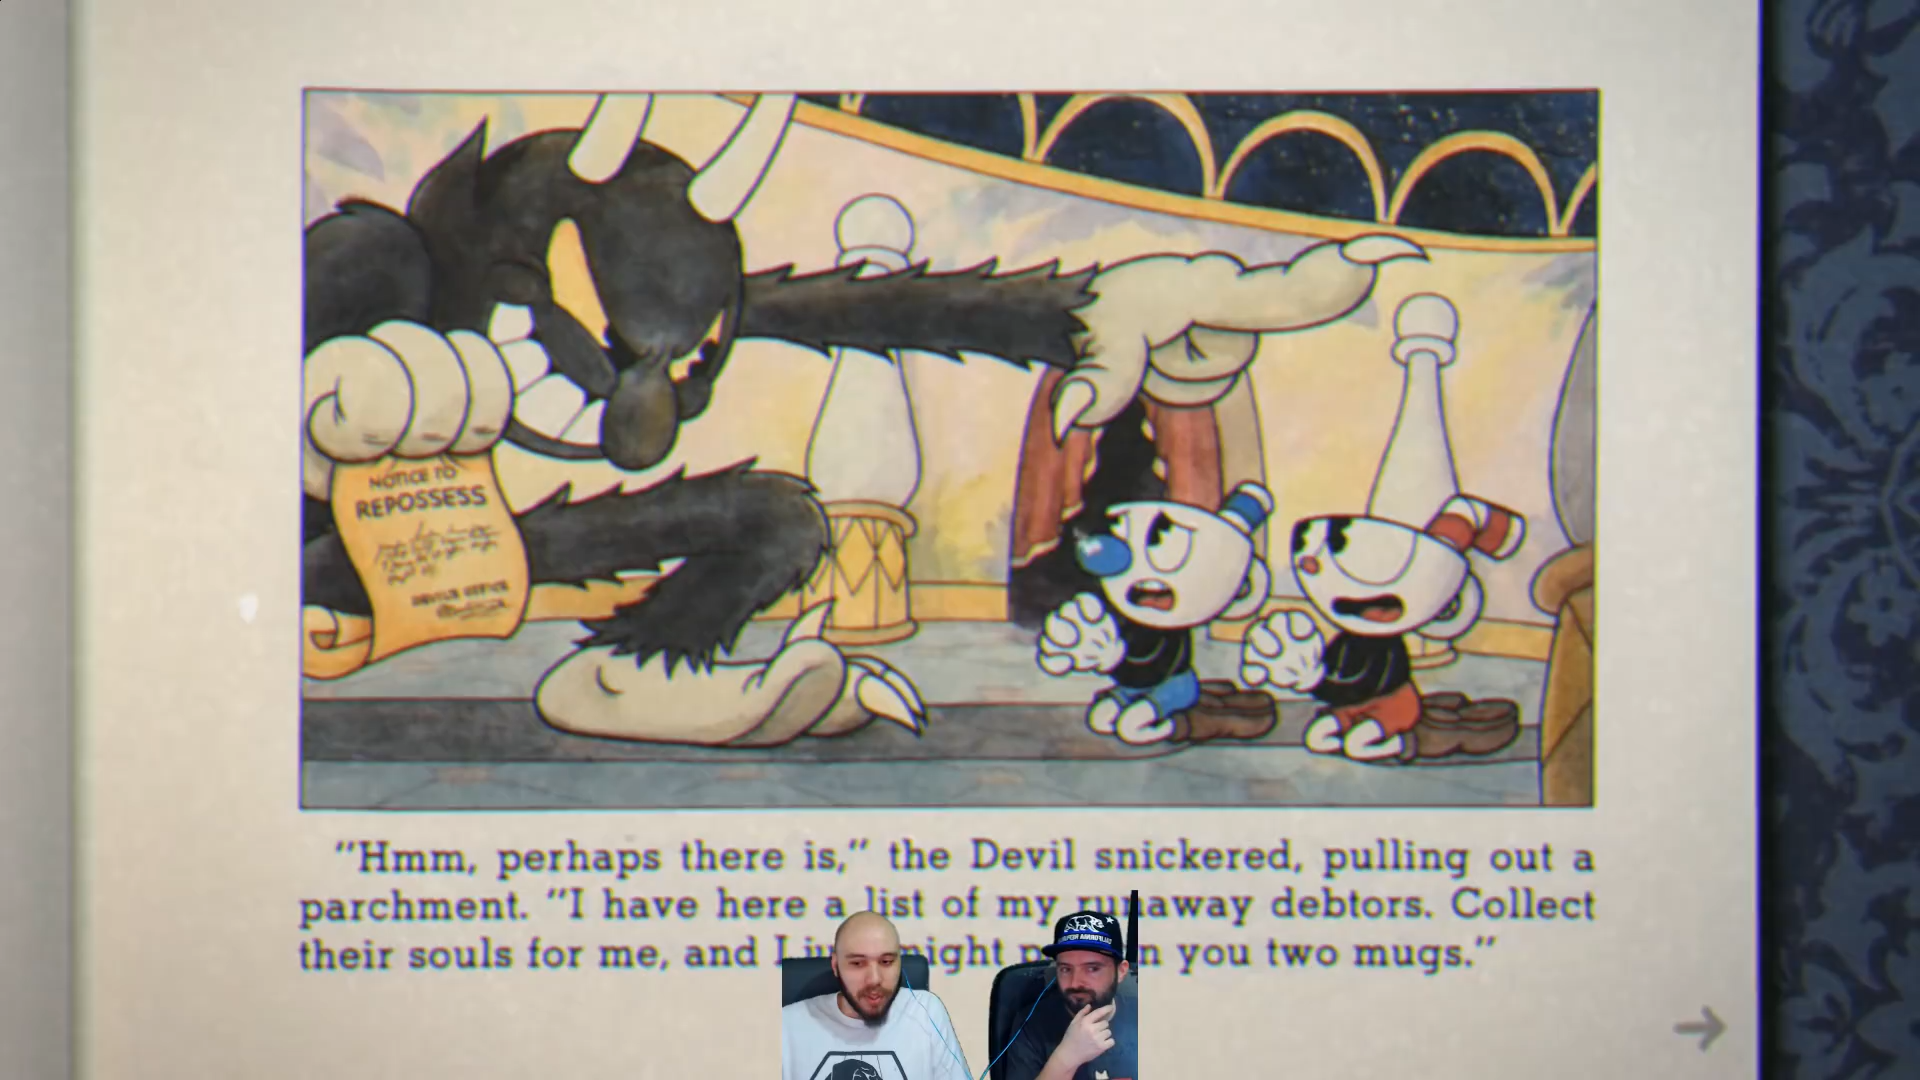 NOTICE TO
REPOSSESS
"Hmm, perhaps there is," the Devil snickered, pulling out a
parchment. "I have here a list of my runaway debtors. Collect
their souls for me, and I might you two mugs."